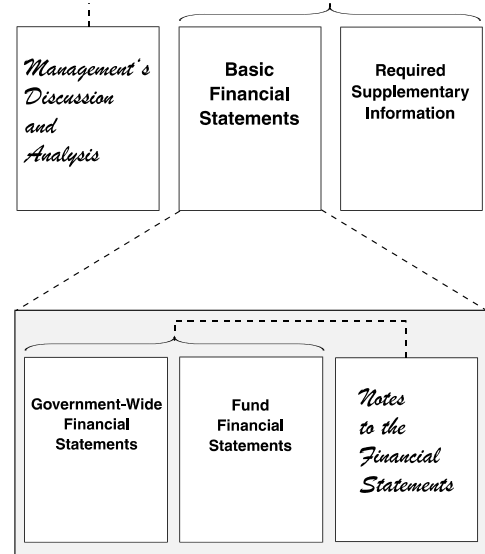 Management's
Discussion
and
Analysis
Basic
Financial
Statements
Required
Supplementary
Information
Government-Wide
Financial
Statements
Fund
Financial
Statements
Notes
to the
Financial
Statements